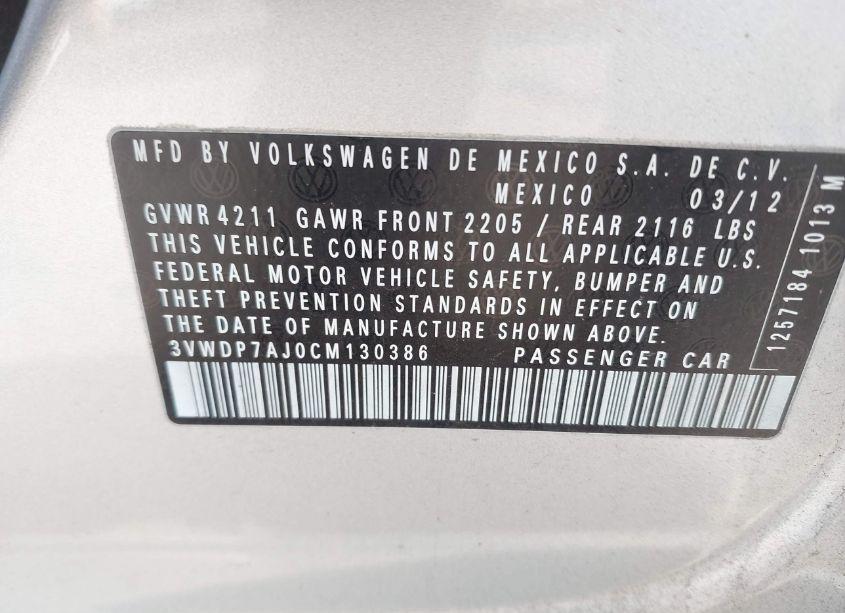 MFD BY VOLKSWAGEN DE MEXICO S.A. DE C.V.
MEXICO 03/12
GVWR 4211 GAWR FRONT 2205 / REAR 2116 LBS
THIS VEHICLE CONFORMS TO ALL APPLICABLE U.S.
FEDERAL MOTOR VEHICLE SAFETY, BUMPER AND
THEFT PREVENTION STANDARDS IN EFFECT ON
THE DATE OF MANUFACTURE SHOWN ABOVE.
3VWDP7AJ0CM130386 PASSENGER CAR
1257184 1013 M